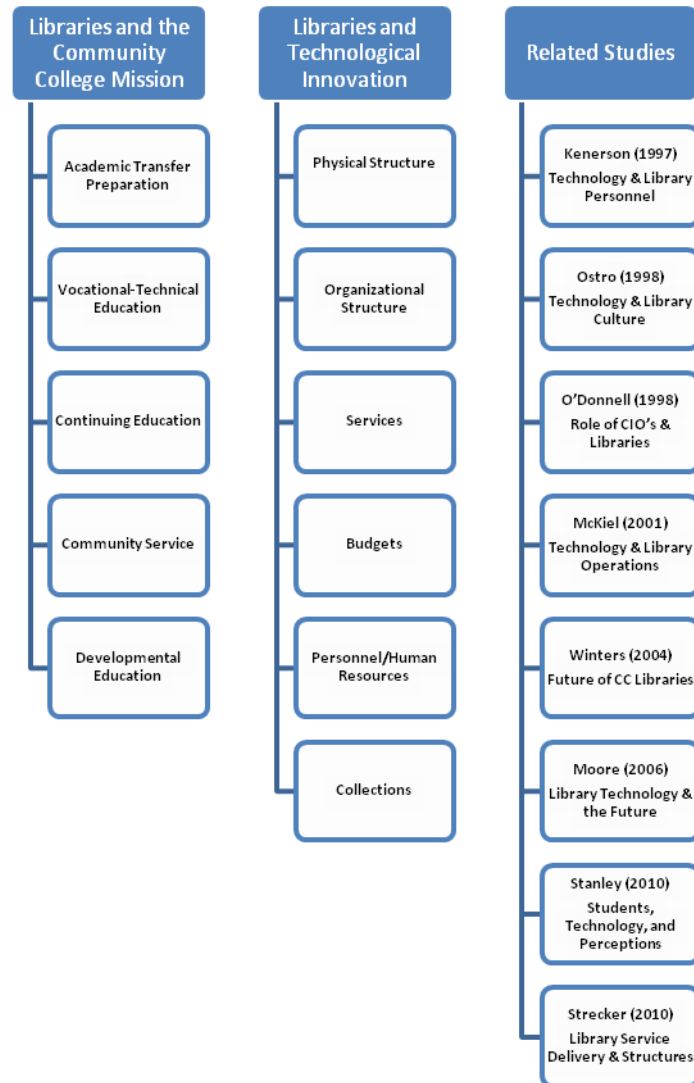 Libraries and the
Community
College Mission
Academic Transfer
Preparation
Vocational-Technical
Education
Continuing Education
Community Service
Developmental
Education
Libraries and
Technological
Innovation
Physical Structure
Organizational
Structure
Services
Budgets
Personnel/Human
Resources
Collections
Related Studies
Kenerson (1997)
Technology & Library
Personnel
Ostro (1998)
Technology & Library
Culture
O’Donnell (1998)
Role of CIO’s &
Libraries
McKiel (2001)
Technology & Library
Operations
Winters (2004)
Future of CC Libraries
Moore (2006)
Library Technology &
the Future
Stanley (2010)
Students,
Technology, and
Perceptions
Strecker (2010)
Library Service
Delivery & Structures